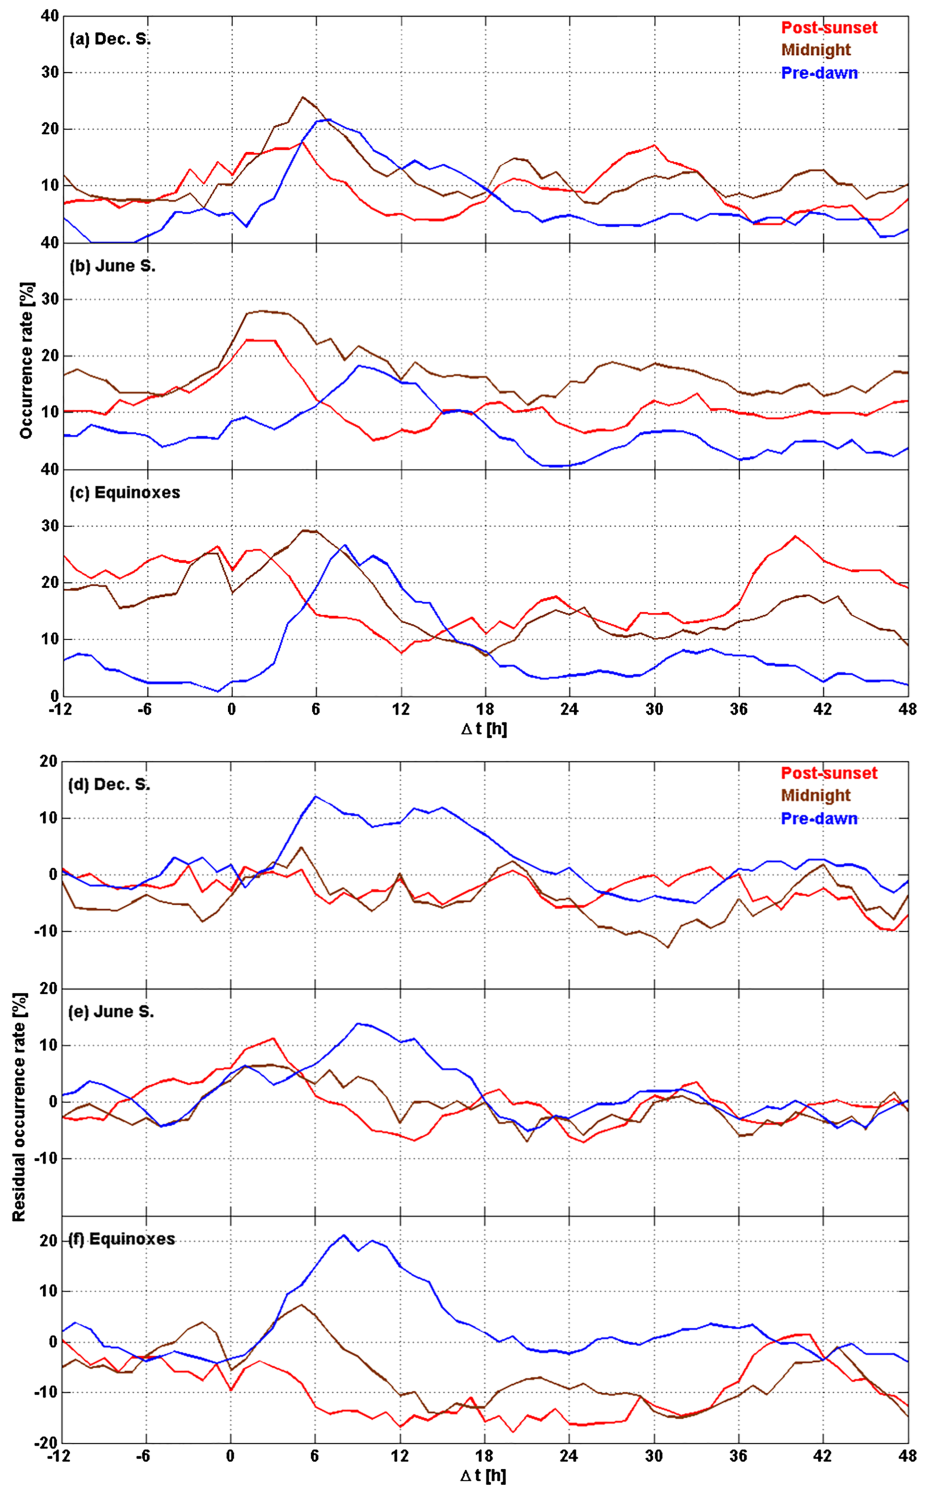 40
(a) Dec. S.
Post-sunset
Midnight
Pre-dawn
30
20
10
40
(b) June S.
30
20
10
Occurrence rate [%]
40
(c) Equinoxes
30
20
10
0
-12 -6 0 6 12 18 24 30 36 42 48
Δ t [h]
20
(d) Dec. S.
Post-sunset
Midnight
Pre-dawn
10
0
-10
20
(e) June S.
10
0
-10
Residual occurrence rate [%]
(f) Equinoxes
20
10
0
-10
-20
-12 -6 0 6 12 18 24 30 36 42 48
Δ t [h]